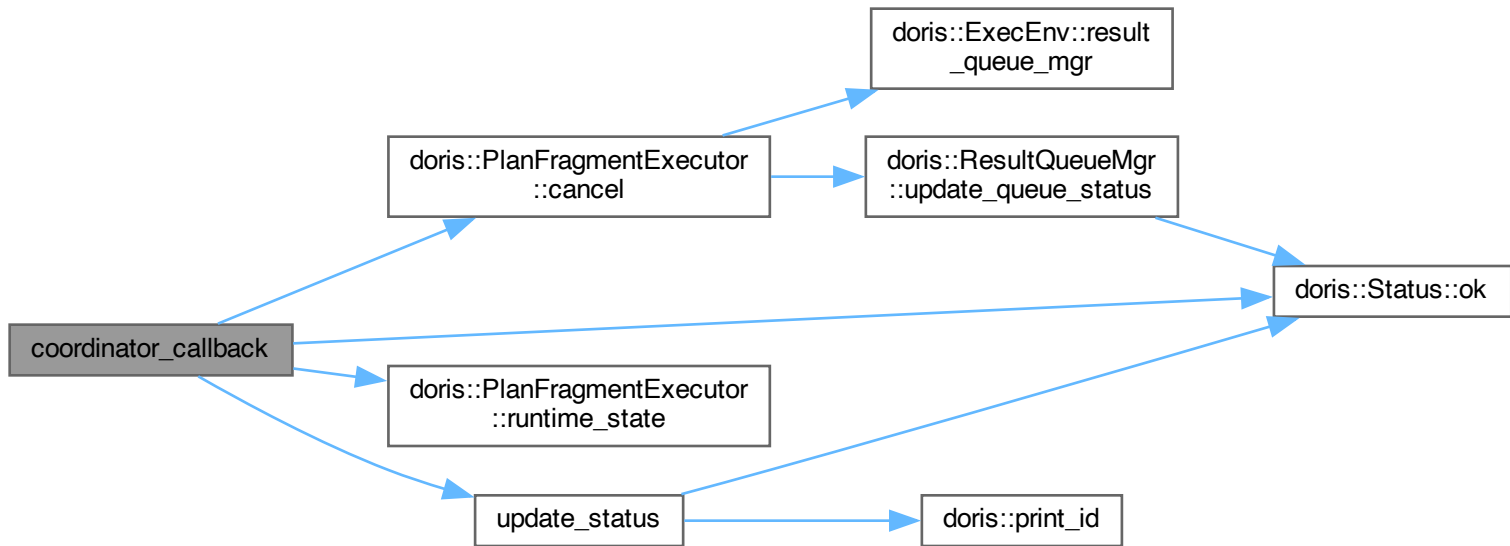 doris::ExecEnv::result
_queue_mgr
doris::PlanFragmentExecutor
::cancel
doris::ResultQueueMgr
::update_queue_status
doris::Status::ok
coordinator_callback
doris::PlanFragmentExecutor
::runtime_state
update_status
doris::print_id